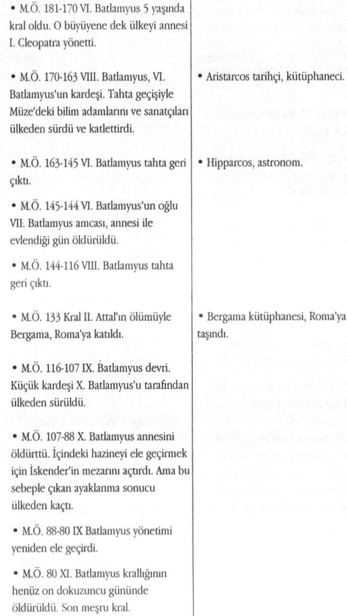 • M.Ö. 181-170 VI. Batlamyus 5 yaşında
kral oldu. O büyüyene dek ülkeyi annesi
I. Cleopatra yönetti.
• M.Ö. 170-163 VIII. Batlamyus, VI.
Batlamyus'un kardeşi. Tahta geçişiyle
Müze'deki bilim adamlarını ve sanatçıları
ülkeden sürdü ve katlettirdi.
• Aristarcos tarihçi, kütüphaneci.
• M.Ö. 163-145 VI. Batlamyus tahta geri
çıktı.
• Hipparcos, astronom.
• M.Ö. 145-144 VI. Batlamyus'un oğlu
VII. Batlamyus amcası, annesi ile
evlendiği gün öldürüldü.
• M.Ö. 144-116 VIII. Batlamyus tahta
geri çıktı.
• M.Ö. 133 Kral II. Attal'ın ölümüyle
Bergama, Roma'ya katıldı.
• Bergama kütüphanesi, Roma'ya
taşındı.
• M.Ö. 116-107 IX. Batlamyus devri.
Küçük kardeşi X. Batlamyus'u tarafından
ülkeden sürüldü.
• M.Ö. 107-88 X. Batlamyus annesini
öldürttü. İçindeki hazineyi ele geçirmek
için İskender'in mezarını açtırdı. Ama bu
sebeple çıkan ayaklanma sonucu
ülkeden kaçtı.
• M.Ö. 88-80 IX Batlamyus yönetimi
yeniden ele geçirdi.
• M.Ö. 80 XI. Batlamyus krallığının
henüz on dokuzuncu gününde
öldürüldü. Son meşru kral.